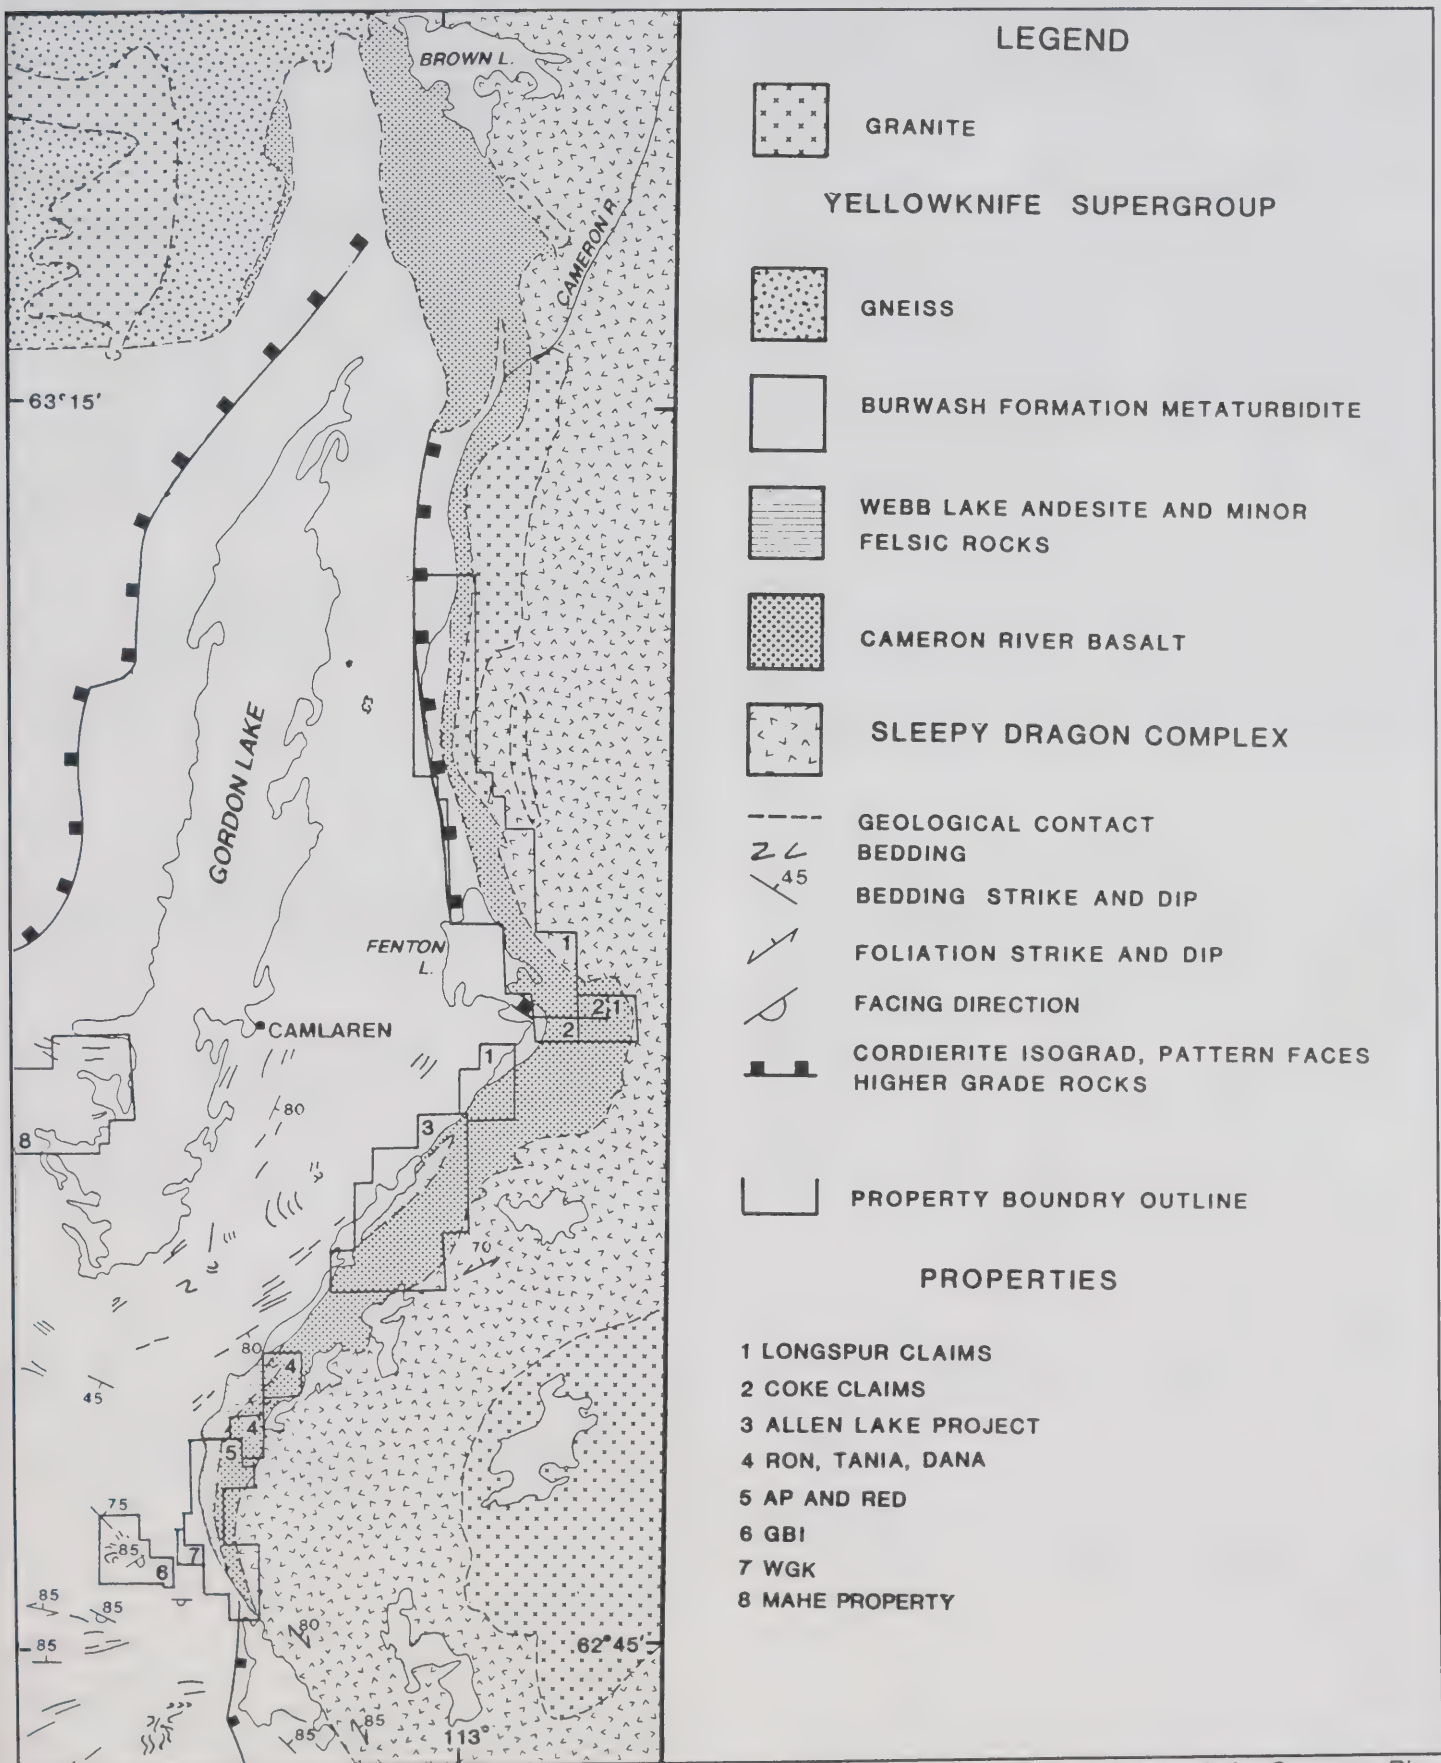 BROWN L.
CAMERON R.
63°15'
GORDON LAKE
FENTON
L.
1
2 1
2
CAMLAREN
1
80
8
3
70
80
4
45
4
5
75
85
6
7
85
85
80
85
62°45'
85
85
113°
LEGEND
GRANITE
YELLOWKNIFE SUPERGROUP
GNEISS
BURWASH FORMATION METATURBIDITE
WEBB LAKE ANDESITE AND MINOR
FELSIC ROCKS
CAMERON RIVER BASALT
SLEEPY DRAGON COMPLEX
GEOLOGICAL CONTACT
BEDDING
45
BEDDING STRIKE AND DIP
FOLIATION STRIKE AND DIP
FACING DIRECTION
CORDIERITE ISOGRAD, PATTERN FACES
HIGHER GRADE ROCKS
PROPERTY BOUNDRY OUTLINE
PROPERTIES
1 LONGSPUR CLAIMS
2 COKE CLAIMS
3 ALLEN LAKE PROJECT
4 RON, TANIA, DANA
5 AP AND RED
6 GBI
7 WGK
8 MAHE PROPERTY